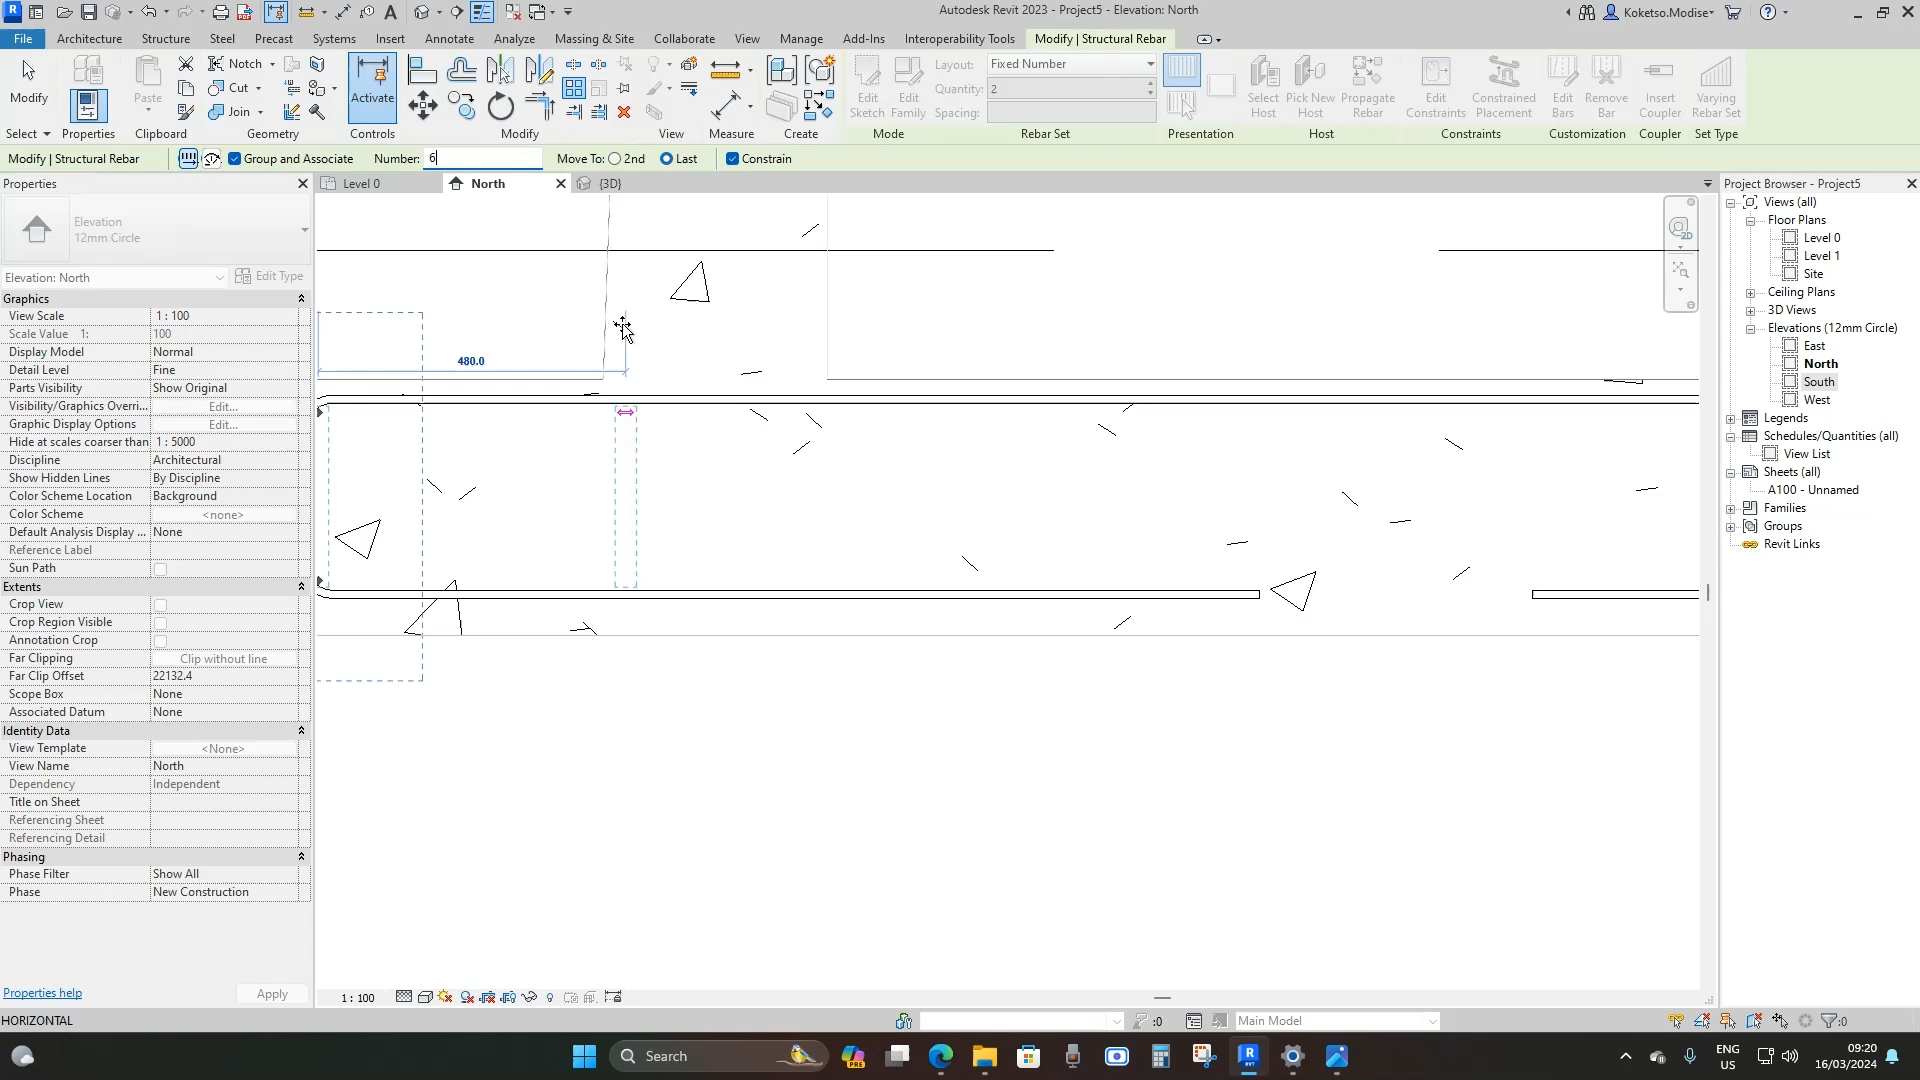 Autodesk Revit 2023 - Project5 - Elevation: North
Koketso.Modise
File
Architecture
Structure
Steel
Precast
Systems
Insert
Annotate
Analyze
Massing & Site
Collaborate
View
Manage
Add-Ins
Interoperability Tools
Modify | Structural Rebar
Modify
Paste
Notch
Cut
Join
Activate
Layout: Fixed Number
Quantity: 2
Spacing:
Edit Sketch
Edit Family
Select Host
Pick New Host
Propagate Rebar
Edit Constraints
Constrained Placement
Edit Bars
Remove Bar
Insert Coupler
Varying Rebar Set
Select
Properties
Clipboard
Geometry
Controls
Modify
View
Measure
Create
Mode
Rebar Set
Presentation
Host
Constraints
Customization
Coupler
Set Type
Modify | Structural Rebar
Group and Associate
Number: 6
Move To: 2nd Last
Constrain
Properties
Elevation
12mm Circle
Elevation: North
Edit Type
Graphics
View Scale 1 : 100
Scale Value 1: 100
Display Model Normal
Detail Level Fine
Parts Visibility Show Original
Visibility/Graphics Overri... Edit...
Graphic Display Options Edit...
Hide at scales coarser than 1 : 5000
Discipline Architectural
Show Hidden Lines By Discipline
Color Scheme Location Background
Color Scheme <none>
Default Analysis Display ... None
Reference Label
Sun Path
Extents
Crop View
Crop Region Visible
Annotation Crop
Far Clipping Clip without line
Far Clip Offset 22132.4
Scope Box None
Associated Datum None
Identity Data
View Template <None>
View Name North
Dependency Independent
Title on Sheet
Referencing Sheet
Referencing Detail
Phasing
Phase Filter Show All
Phase New Construction
Properties help
Apply
Level 0
North
{3D}
480.0
2D
Project Browser - Project5
Views (all)
Floor Plans
Level 0
Level 1
Site
Ceiling Plans
3D Views
Elevations (12mm Circle)
East
North
South
West
Legends
Schedules/Quantities (all)
View List
Sheets (all)
A100 - Unnamed
Families
Groups
Revit Links
1 : 100
HORIZONTAL
:0
Main Model
:0
Search
PRE
ENG
US
09:20
16/03/2024